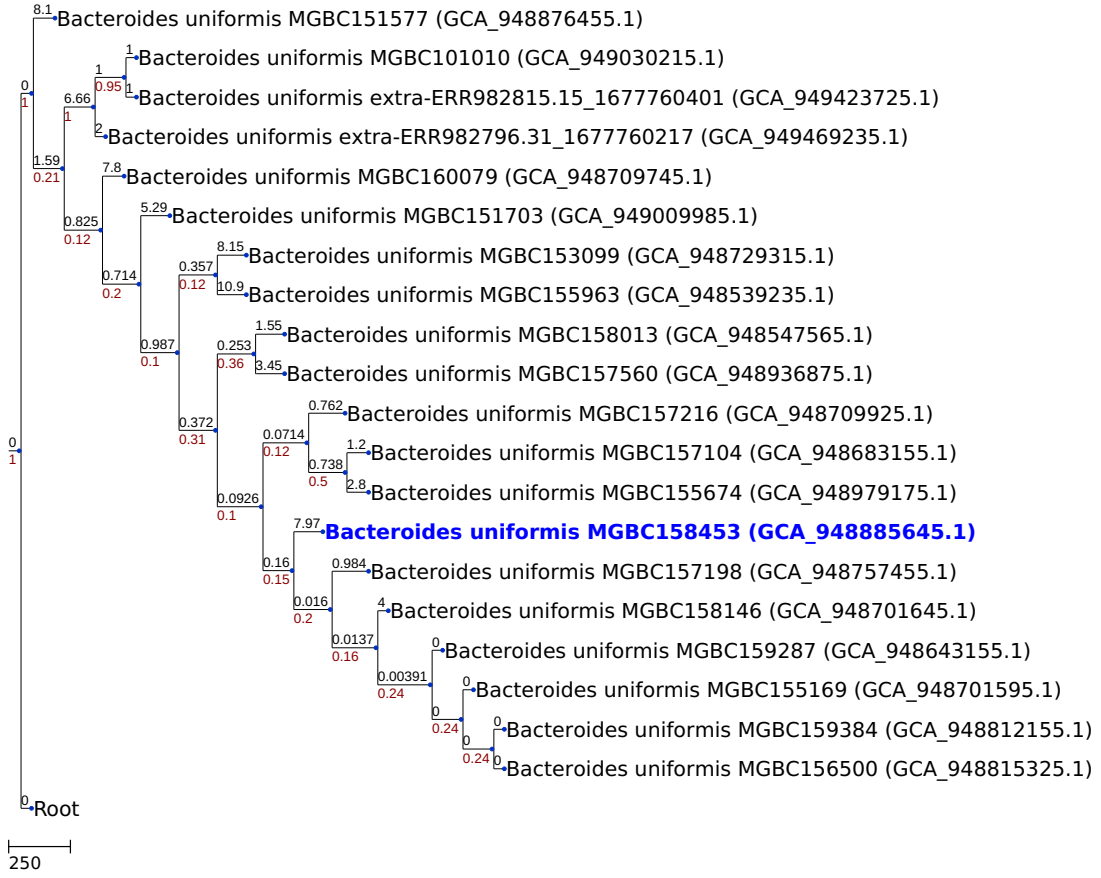 8.1 Bacteroides uniformis MGBC151577 (GCA_948876455.1)
1 Bacteroides uniformis MGBC101010 (GCA_949030215.1)
1
0.95
0
1
1 Bacteroides uniformis extra-ERR982815.15_1677760401 (GCA_949423725.1)
6.66
1
2 Bacteroides uniformis extra-ERR982796.31_1677760217 (GCA_949469235.1)
1.59
0.21
7.8 Bacteroides uniformis MGBC160079 (GCA_948709745.1)
5.29 Bacteroides uniformis MGBC151703 (GCA_949009985.1)
0.825
0.12
8.15 Bacteroides uniformis MGBC153099 (GCA_948729315.1)
0.357
0.12
0.714
0.2
10.9 Bacteroides uniformis MGBC155963 (GCA_948539235.1)
1.55 Bacteroides uniformis MGBC158013 (GCA_948547565.1)
0.987
0.1
0.253
0.36
3.45 Bacteroides uniformis MGBC157560 (GCA_948936875.1)
0.762 Bacteroides uniformis MGBC157216 (GCA_948709925.1)
0.372
0.31
0.0714
0.12
0
1
1.2 Bacteroides uniformis MGBC157104 (GCA_948683155.1)
0.738
0.5
2.8 Bacteroides uniformis MGBC155674 (GCA_948979175.1)
0.0926
0.1
7.97 Bacteroides uniformis MGBC158453 (GCA_948885645.1)
0.16
0.15
0.984 Bacteroides uniformis MGBC157198 (GCA_948757455.1)
0.016
0.2
4 Bacteroides uniformis MGBC158146 (GCA_948701645.1)
0.0137
0.16
0 Bacteroides uniformis MGBC159287 (GCA_948643155.1)
0.00391
0.24
0 Bacteroides uniformis MGBC155169 (GCA_948701595.1)
0
0.24
0 Bacteroides uniformis MGBC159384 (GCA_948812155.1)
0
0.24
0 Bacteroides uniformis MGBC156500 (GCA_948815325.1)
0 Root
250